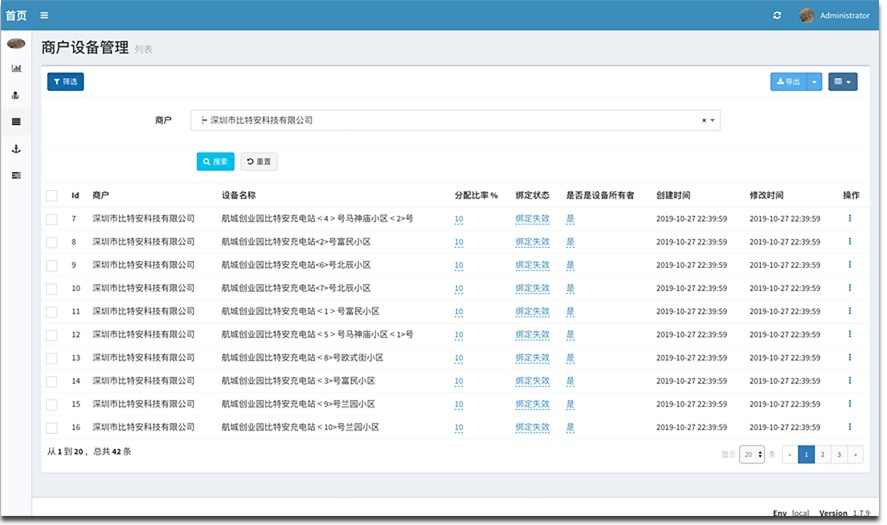 首页 Administrator
商户设备管理 列表
筛选 导出
商户 ├ 深圳市比特安科技有限公司 ×
搜索 重置
Id 商户 设备名称 分配比率 % 绑定状态 是否是设备所有者 创建时间 修改时间 操作
7 深圳市比特安科技有限公司 航城创业园比特安充电站 < 4 > 号马神庙小区 < 2>号 10 绑定失效 是 2019-10-27 22:39:59 2019-10-27 22:39:59
8 深圳市比特安科技有限公司 航城创业园比特安充电站<2>号富民小区 10 绑定失效 是 2019-10-27 22:39:59 2019-10-27 22:39:59
9 深圳市比特安科技有限公司 航城创业园比特安充电站<6>号北辰小区 10 绑定失效 是 2019-10-27 22:39:59 2019-10-27 22:39:59
10 深圳市比特安科技有限公司 航城创业园比特安充电站<7>号北辰小区 10 绑定失效 是 2019-10-27 22:39:59 2019-10-27 22:39:59
11 深圳市比特安科技有限公司 航城创业园比特安充电站 < 1 > 号富民小区 10 绑定失效 是 2019-10-27 22:39:59 2019-10-27 22:39:59
12 深圳市比特安科技有限公司 航城创业园比特安充电站 < 5 > 号马神庙小区 < 1>号 10 绑定失效 是 2019-10-27 22:39:59 2019-10-27 22:39:59
13 深圳市比特安科技有限公司 航城创业园比特安充电站 < 8>号欧式街小区 10 绑定失效 是 2019-10-27 22:39:59 2019-10-27 22:39:59
14 深圳市比特安科技有限公司 航城创业园比特安充电站 < 3>号富民小区 10 绑定失效 是 2019-10-27 22:39:59 2019-10-27 22:39:59
15 深圳市比特安科技有限公司 航城创业园比特安充电站 < 9>号兰园小区 10 绑定失效 是 2019-10-27 22:39:59 2019-10-27 22:39:59
16 深圳市比特安科技有限公司 航城创业园比特安充电站 < 10>号兰园小区 10 绑定失效 是 2019-10-27 22:39:59 2019-10-27 22:39:59
从 1 到 20 ，总共 42 条 显示 20 条 « 1 2 3 »
Env local Version 1.7.9